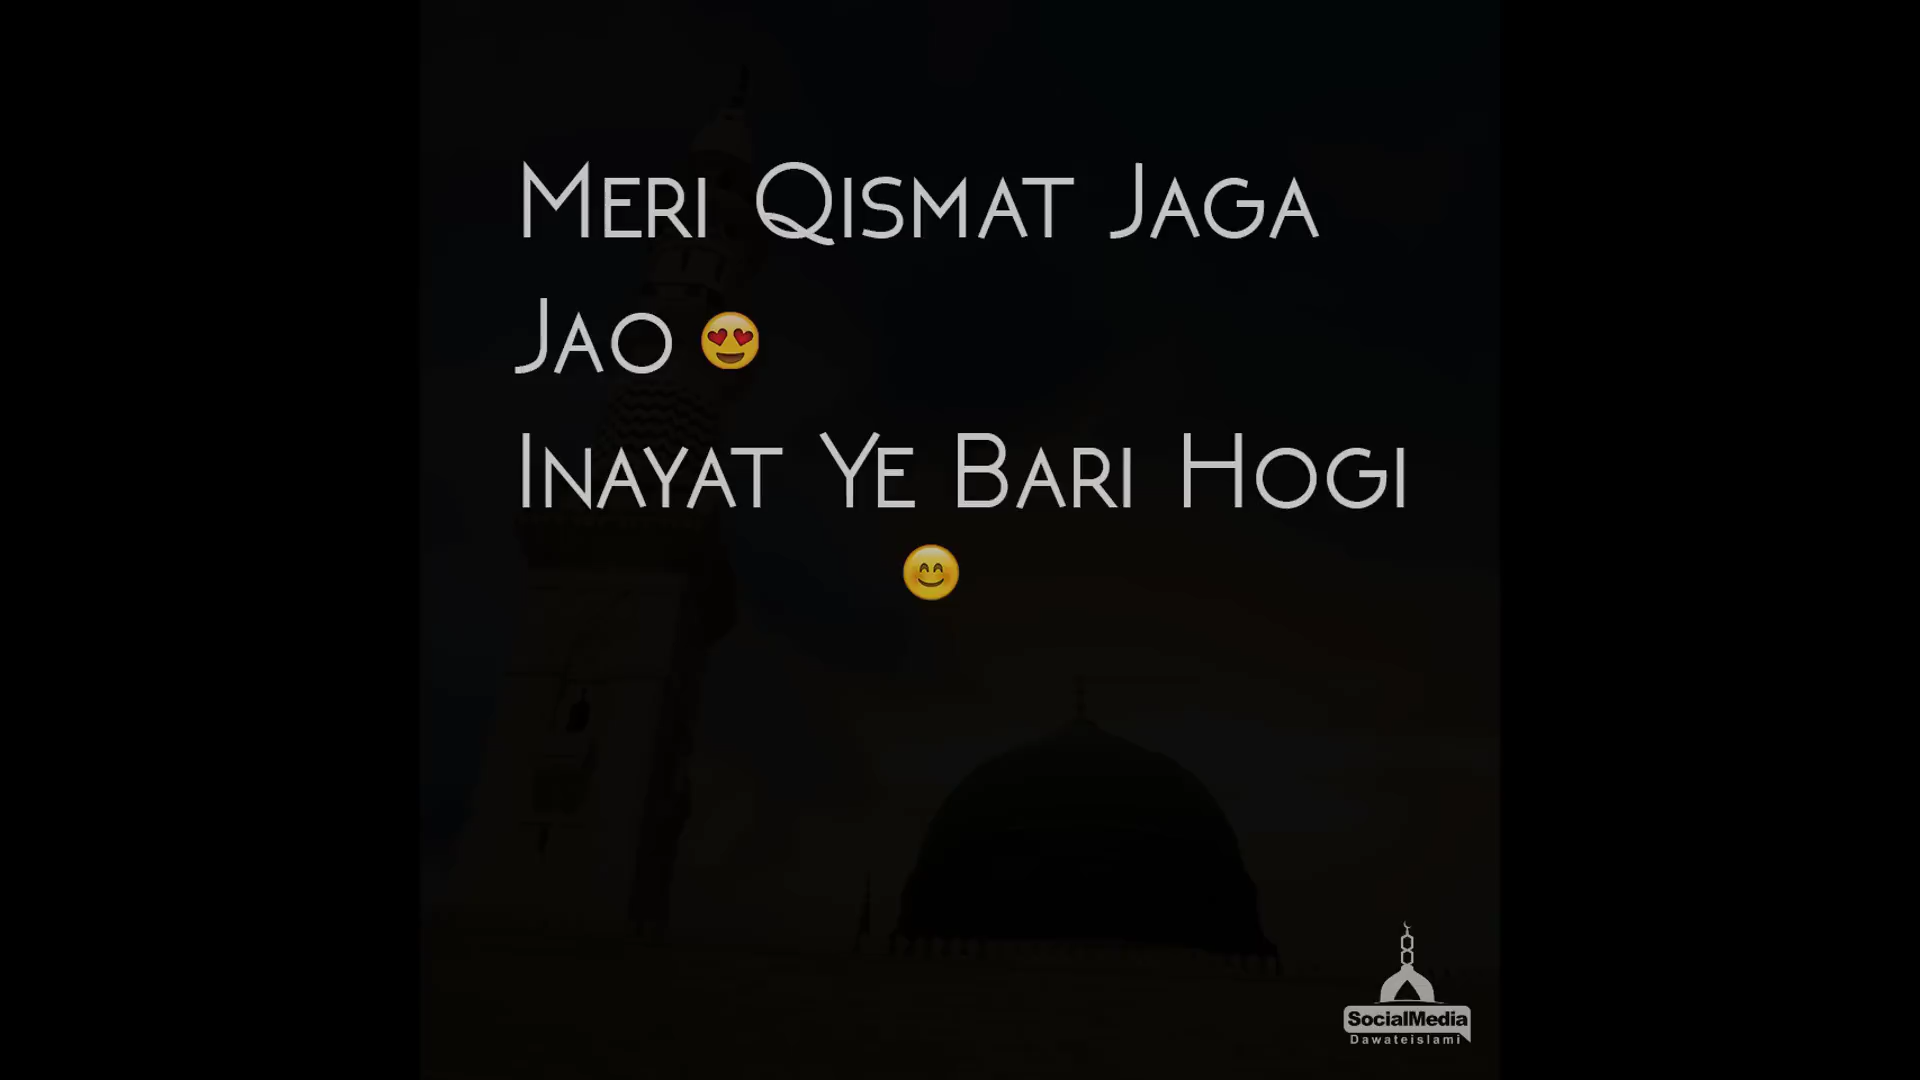 Meri Qismat Jaga
Jao 😍
Inayat Ye Bari Hogi
😊
SocialMedia
Dawateislami